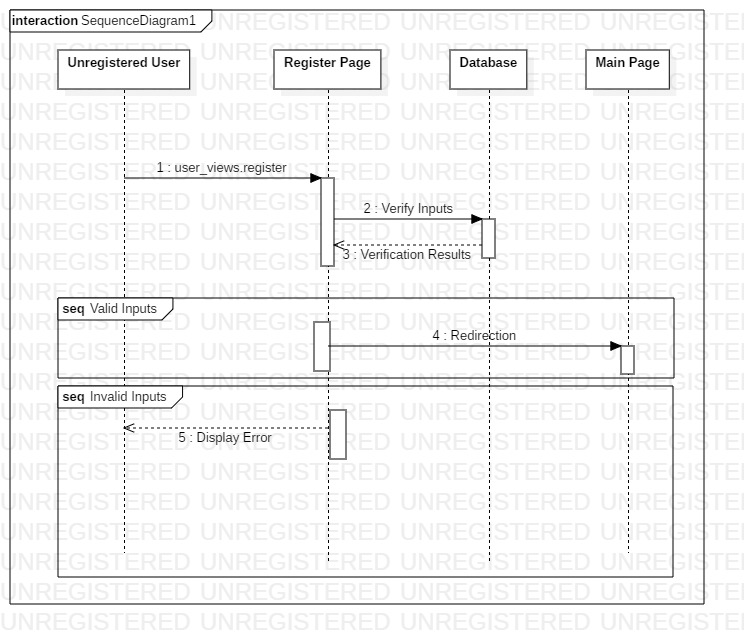 interaction SequenceDiagram1
Unregistered User
Register Page
Database
Main Page
1 : user_views.register
2 : Verify Inputs
3 : Verification Results
seq Valid Inputs
4 : Redirection
seq Invalid Inputs
5 : Display Error
UNREGISTERED UNREGISTERED UNREGISTERED UNREGISTERED